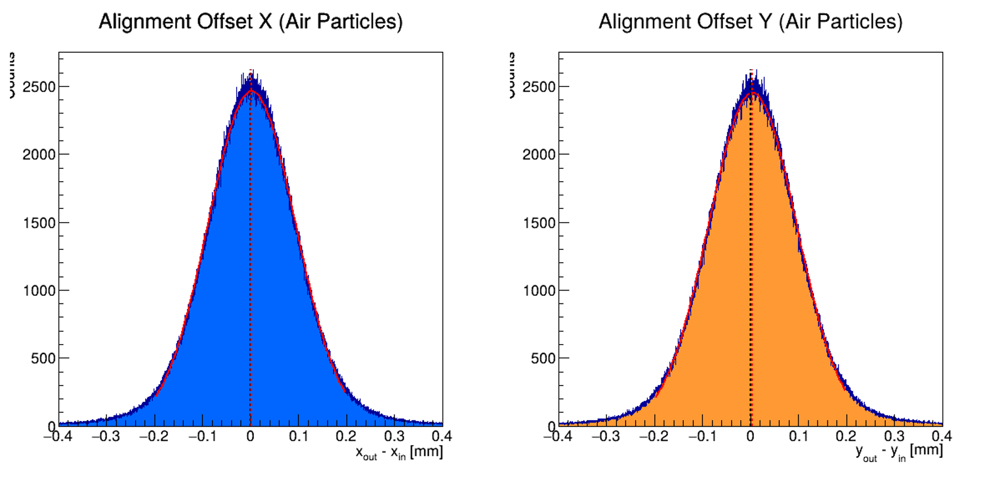 Alignment Offset X (Air Particles)
2500
2000
1500
1000
500
0
−0.4 −0.3 −0.2 −0.1 0 0.1 0.2 0.3 0.4
x_out - x_in [mm]
Alignment Offset Y (Air Particles)
2500
2000
1500
1000
500
0
−0.4 −0.3 −0.2 −0.1 0 0.1 0.2 0.3 0.4
y_out - y_in [mm]